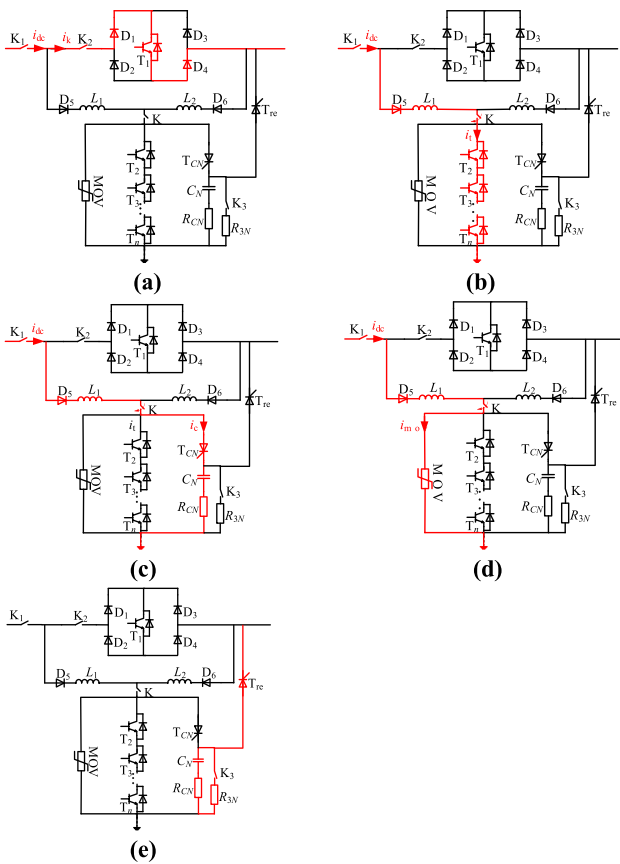 K1 idc ik K2 D1 D3
T1
D2 D4
D5 L1 L2 D6
Tre
K
it
MOV T2 TCN
T3 CN K3
Tn RCN R3N
(a)
K1 idc K2 D1 D3
T1
D2 D4
D5 L1 L2 D6
Tre
K
it
MOV T2 TCN
T3 CN K3
Tn RCN R3N
(b)
K1 idc K2 D1 D3
T1
D2 D4
D5 L1 L2 D6
Tre
K
it ic
MOV T2 TCN
T3 CN K3
Tn RCN R3N
(c)
K1 idc K2 D1 D3
T1
D2 D4
D5 L1 L2 D6
Tre
K
im o
MOV T2 TCN
T3 CN K3
Tn RCN R3N
(d)
K1 K2 D1 D3
T1
D2 D4
D5 L1 L2 D6
Tre
K
MOV T2 TCN
T3 CN K3
Tn RCN R3N
(e)